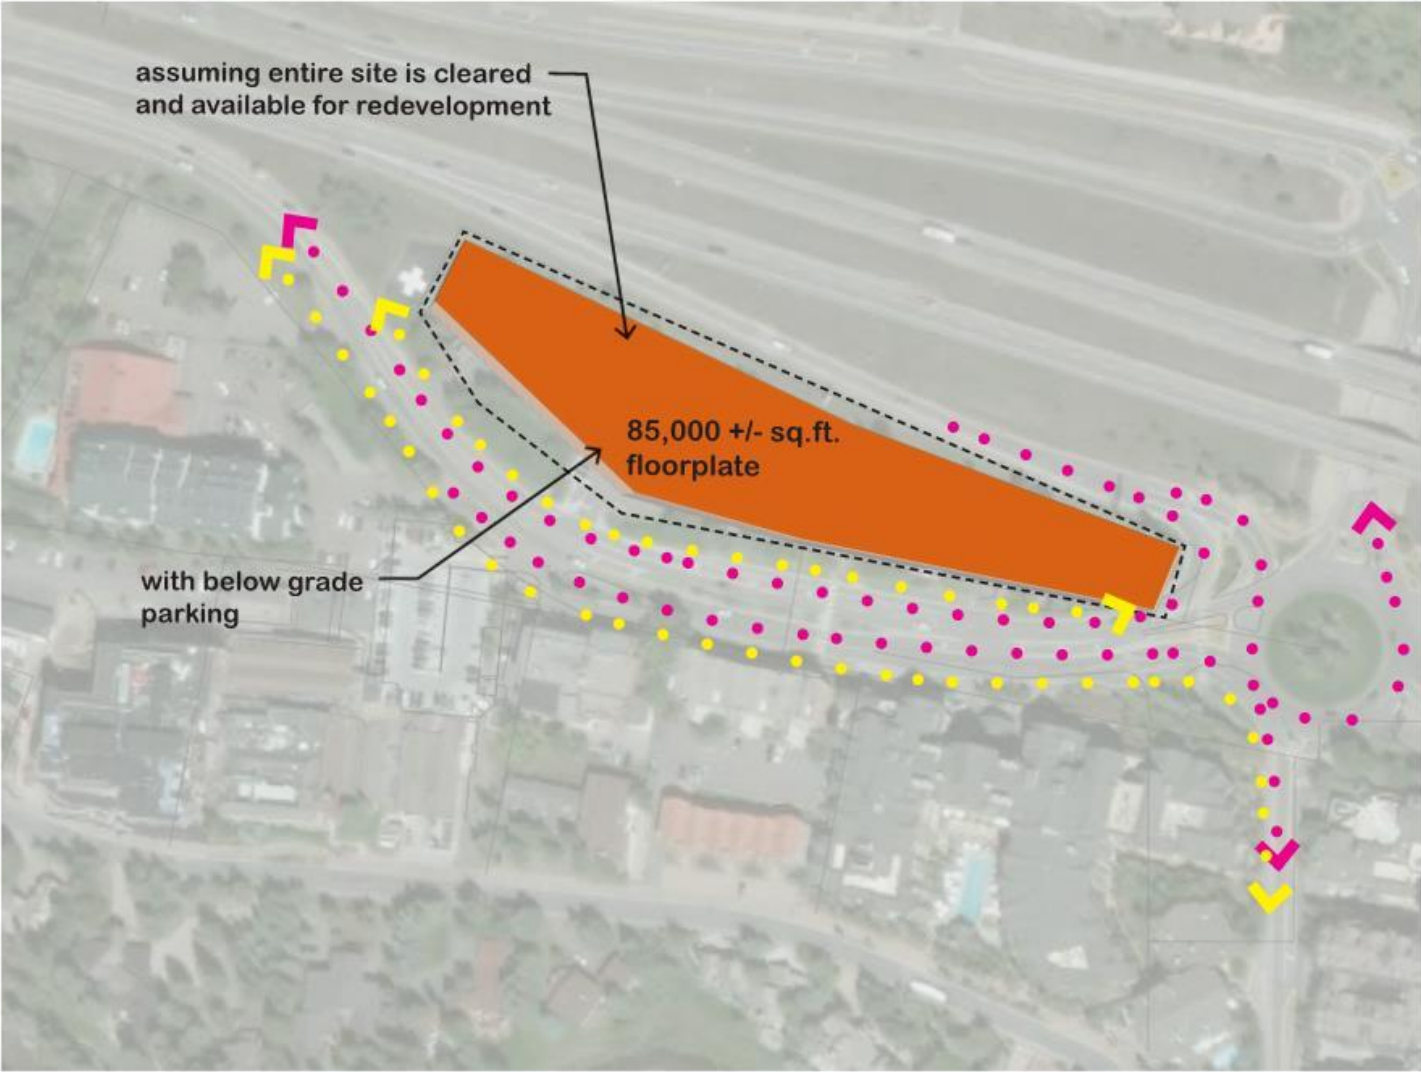 assuming entire site is cleared
and available for redevelopment
85,000 +/- sq.ft.
floorplate
with below grade
parking